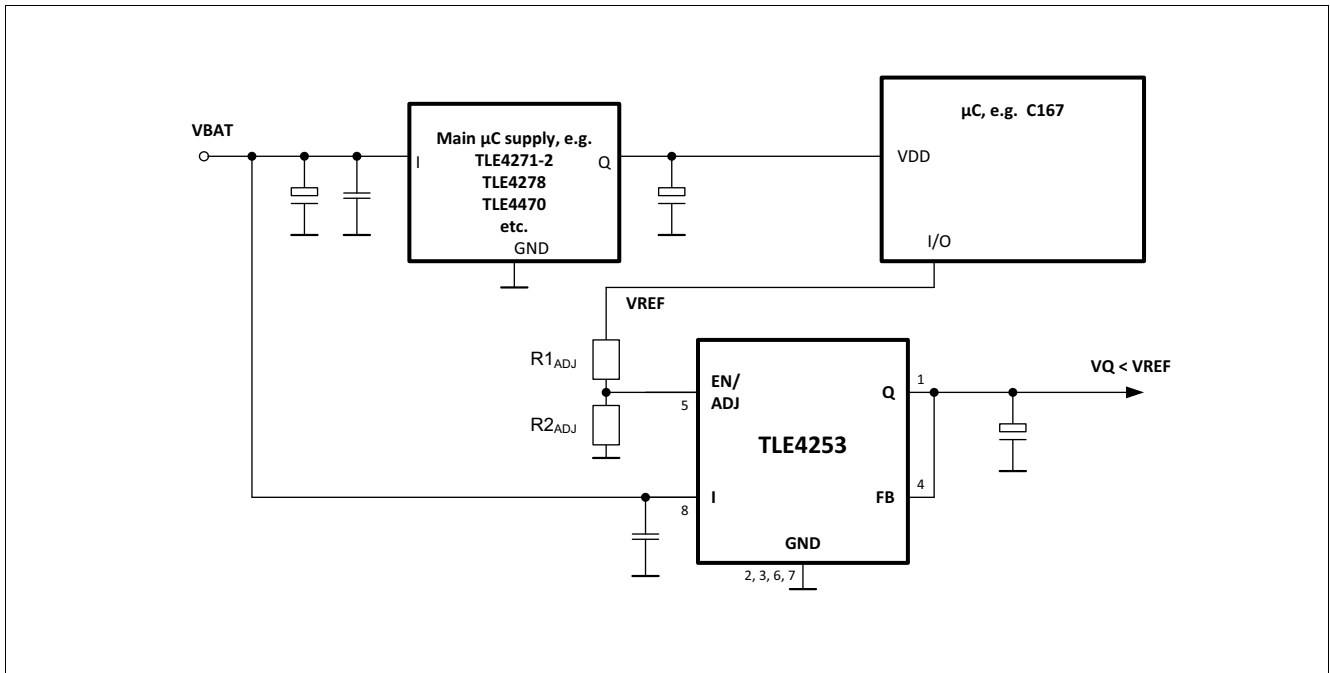 VBAT
I
Main µC supply, e.g.
TLE4271-2
TLE4278
TLE4470
etc.
Q
GND
µC, e.g. C167
VDD
I/O
VREF
R1ADJ
R2ADJ
EN/
ADJ
5
I
8
TLE4253
Q
1
FB
4
GND
2, 3, 6, 7
VQ < VREF